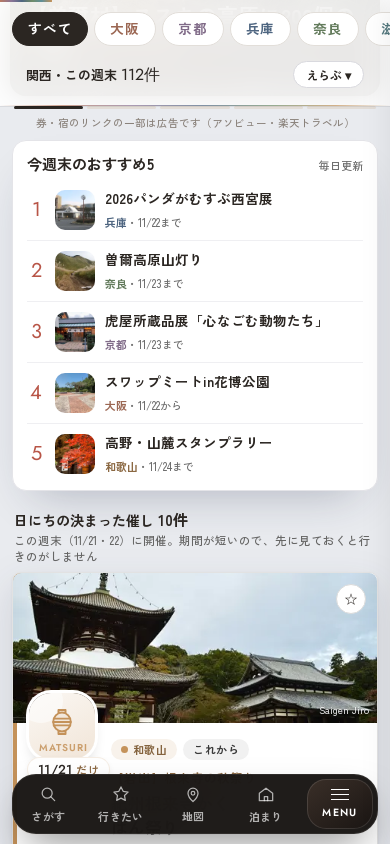 すべて 大阪 京都 兵庫 奈良
関西・この週末 112件 えらぶ ▾
券・宿のリンクの一部は広告です（アソビュー・楽天トラベル）
今週末のおすすめ5 毎日更新
1 2026パンダがむすぶ西宮展
兵庫・11/22まで
2 曽爾高原山灯り
奈良・11/23まで
3 虎屋所蔵品展「心なごむ動物たち」
京都・11/23まで
4 スワップミートin花博公園
大阪・11/22から
5 高野・山麓スタンプラリー
和歌山・11/24まで
日にちの決まった催し 10件
この週末（11/21・22）に開催。期間が短いので、先に見ておくと行
きのがしません
Saigen Jiro
MATSURI
和歌山 これから
11/21 だけ
さがす 行きたい 地図 泊まり MENU